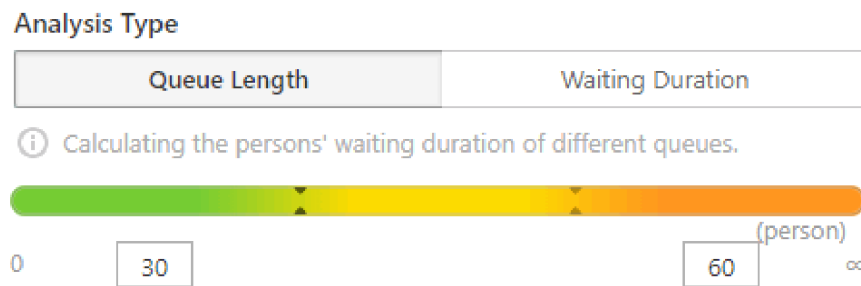 Analysis Type
Queue Length Waiting Duration
Calculating the persons' waiting duration of different queues.
(person)
0 30 60 ∞